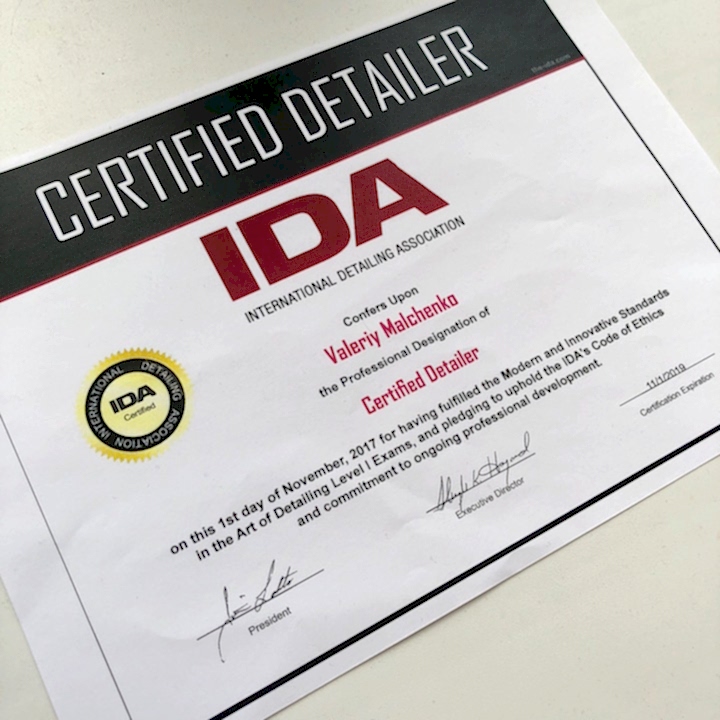 the-ida.com
CERTIFIED DETAILER
IDA
INTERNATIONAL DETAILING ASSOCIATION
Confers Upon
Valeriy Malchenko
the Professional Designation of
Certified Detailer
on this 1st day of November, 2017 for having fulfilled the Modern and Innovative Standards
in the Art of Detailing Level I Exams, and pledging to uphold the IDA's Code of Ethics
and commitment to ongoing professional development.
INTERNATIONAL DETAILING ASSOCIATION
IDA
Certified
11/1/2019
Certification Expiration
Executive Director
President